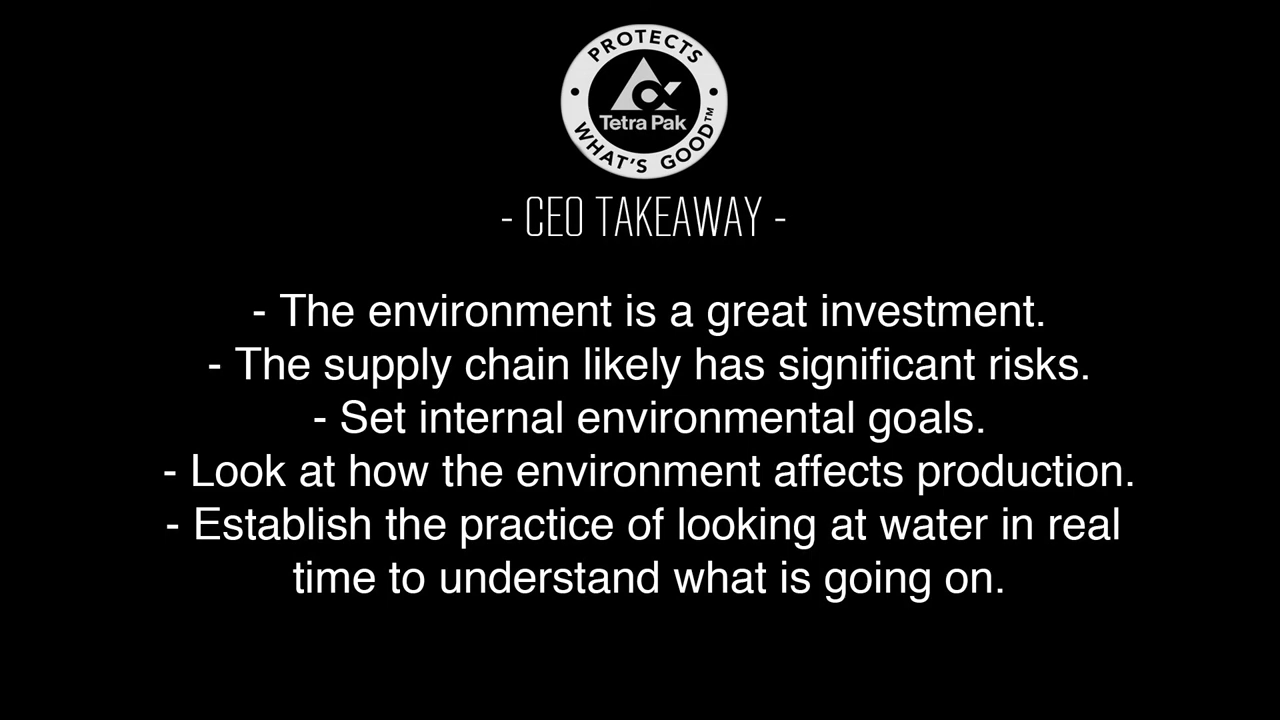 PROTECTS
Tetra Pak
WHAT'S GOOD™
- CEO TAKEAWAY -
- The environment is a great investment.
- The supply chain likely has significant risks.
- Set internal environmental goals.
- Look at how the environment affects production.
- Establish the practice of looking at water in real
time to understand what is going on.